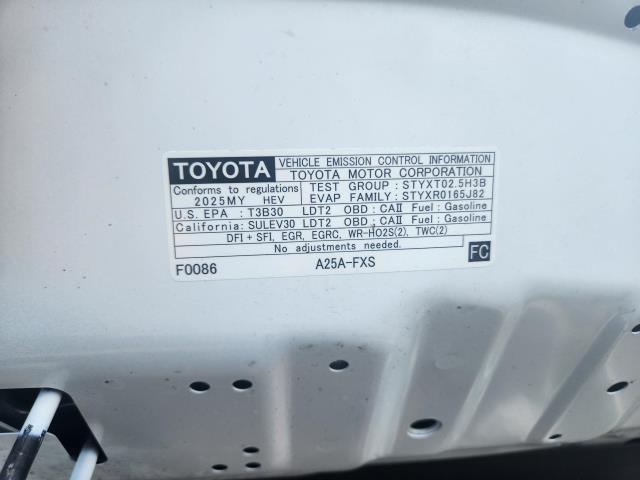 TOYOTA VEHICLE EMISSION CONTROL INFORMATION
TOYOTA MOTOR CORPORATION
Conforms to regulations TEST GROUP : STYXT02.5H3B
2025MY HEV EVAP FAMILY : STYXR0165J82
U.S. EPA : T3B30 LDT2 OBD : CAII Fuel : Gasoline
California: SULEV30 LDT2 OBD : CAII Fuel : Gasoline
DFI + SFI, EGR, EGRC, WR-HO2S(2), TWC(2)
No adjustments needed.
FC
F0086 A25A-FXS